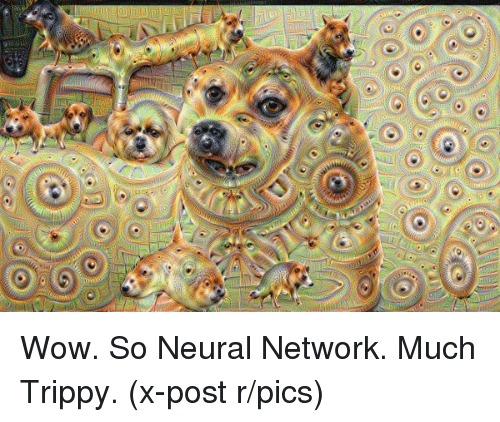 Wow. So Neural Network. Much
Trippy. (x-post r/pics)